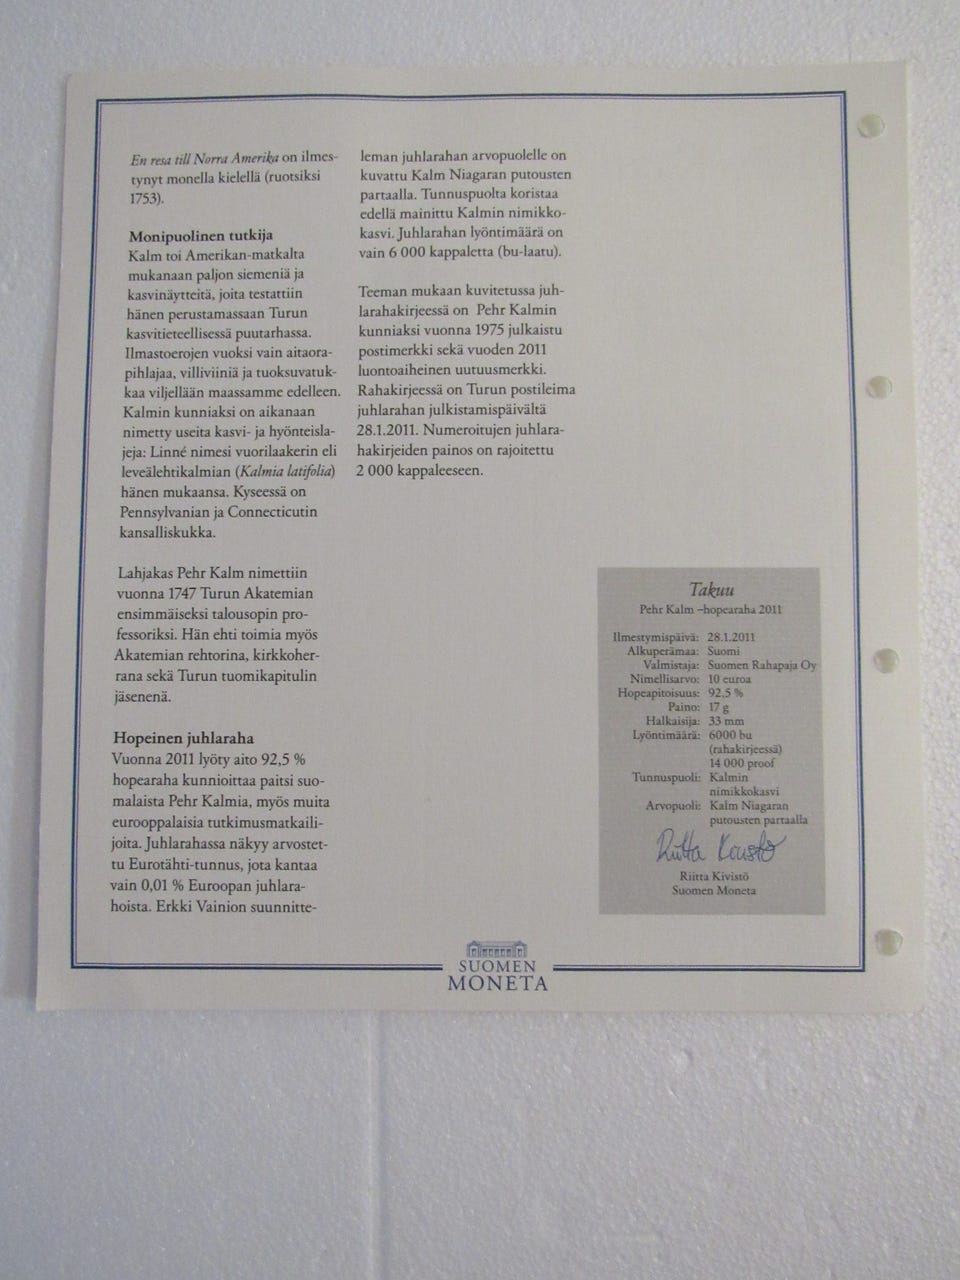 En resa till Norra Amerika on ilmes-
tynyt monella kielellä (ruotsiksi
1753).
Monipuolinen tutkija
Kalm toi Amerikan-matkalta
mukanaan paljon siemeniä ja
kasvinäytteitä, joita testattiin
hänen perustamassaan Turun
kasvitieteellisessä puutarhassa.
Ilmastoerojen vuoksi vain aitaora-
pihlajaa, villiviiniä ja tuoksuvatuk-
kaa viljellään maassamme edelleen.
Kalmin kunniaksi on aikanaan
nimetty useita kasvi- ja hyönteisla-
jeja: Linné nimesi vuorilaakerin eli
leveälehtikalmian (Kalmia latifolia)
hänen mukaansa. Kyseessä on
Pennsylvanian ja Connecticutin
kansalliskukka.
Lahjakas Pehr Kalm nimettiin
vuonna 1747 Turun Akatemian
ensimmäiseksi talousopin pro-
fessoriksi. Hän ehti toimia myös
Akatemian rehtorina, kirkkoher-
rana sekä Turun tuomikapitulin
jäsenenä.
Hopeinen juhlaraha
Vuonna 2011 lyöty aito 92,5 %
hopearaha kunnioittaa paitsi suo-
malaista Pehr Kalmia, myös muita
eurooppalaisia tutkimusmatkaili-
joita. Juhlarahassa näkyy arvostet-
tu Eurotähti-tunnus, jota kantaa
vain 0,01 % Euroopan juhlara-
hoista. Erkki Vainion suunnitte-
leman juhlarahan arvopuolelle on
kuvattu Kalm Niagaran putousten
partaalla. Tunnuspuolta koristaa
edellä mainittu Kalmin nimikko-
kasvi. Juhlarahan lyöntimäärä on
vain 6 000 kappaletta (bu-laatu).
Teeman mukaan kuvitetussa juh-
larahakirjeessä on Pehr Kalmin
kunniaksi vuonna 1975 julkaistu
postimerkki sekä vuoden 2011
luontoaiheinen uutuusmerkki.
Rahakirjeessä on Turun postileima
juhlarahan julkistamispäivältä
28.1.2011. Numeroitujen juhlara-
hakirjeiden painos on rajoitettu
2 000 kappaleeseen.
Takuu
Pehr Kalm –hopearaha 2011
Ilmestymispäivä: 28.1.2011
Alkuperämaa: Suomi
Valmistaja: Suomen Rahapaja Oy
Nimellisarvo: 10 euroa
Hopeapitoisuus: 92,5 %
Paino: 17 g
Halkaisija: 33 mm
Lyöntimäärä: 6000 bu
(rahakirjeessä)
14 000 proof
Tunnuspuoli: Kalmin
nimikkokasvi
Arvopuoli: Kalm Niagaran
putousten partaalla
Riitta Kivistö
Riitta Kivistö
Suomen Moneta
SUOMEN
MONETA